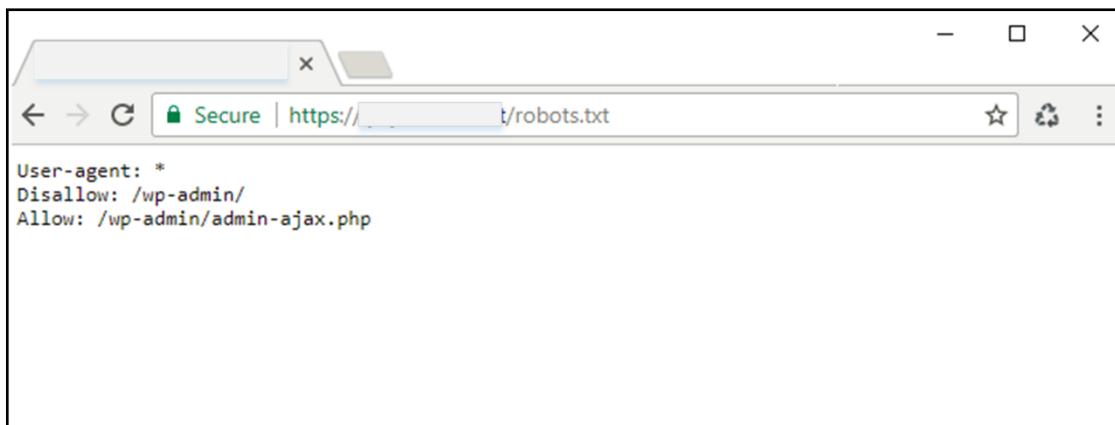 Secure | https:// t/robots.txt
User-agent: *
Disallow: /wp-admin/
Allow: /wp-admin/admin-ajax.php